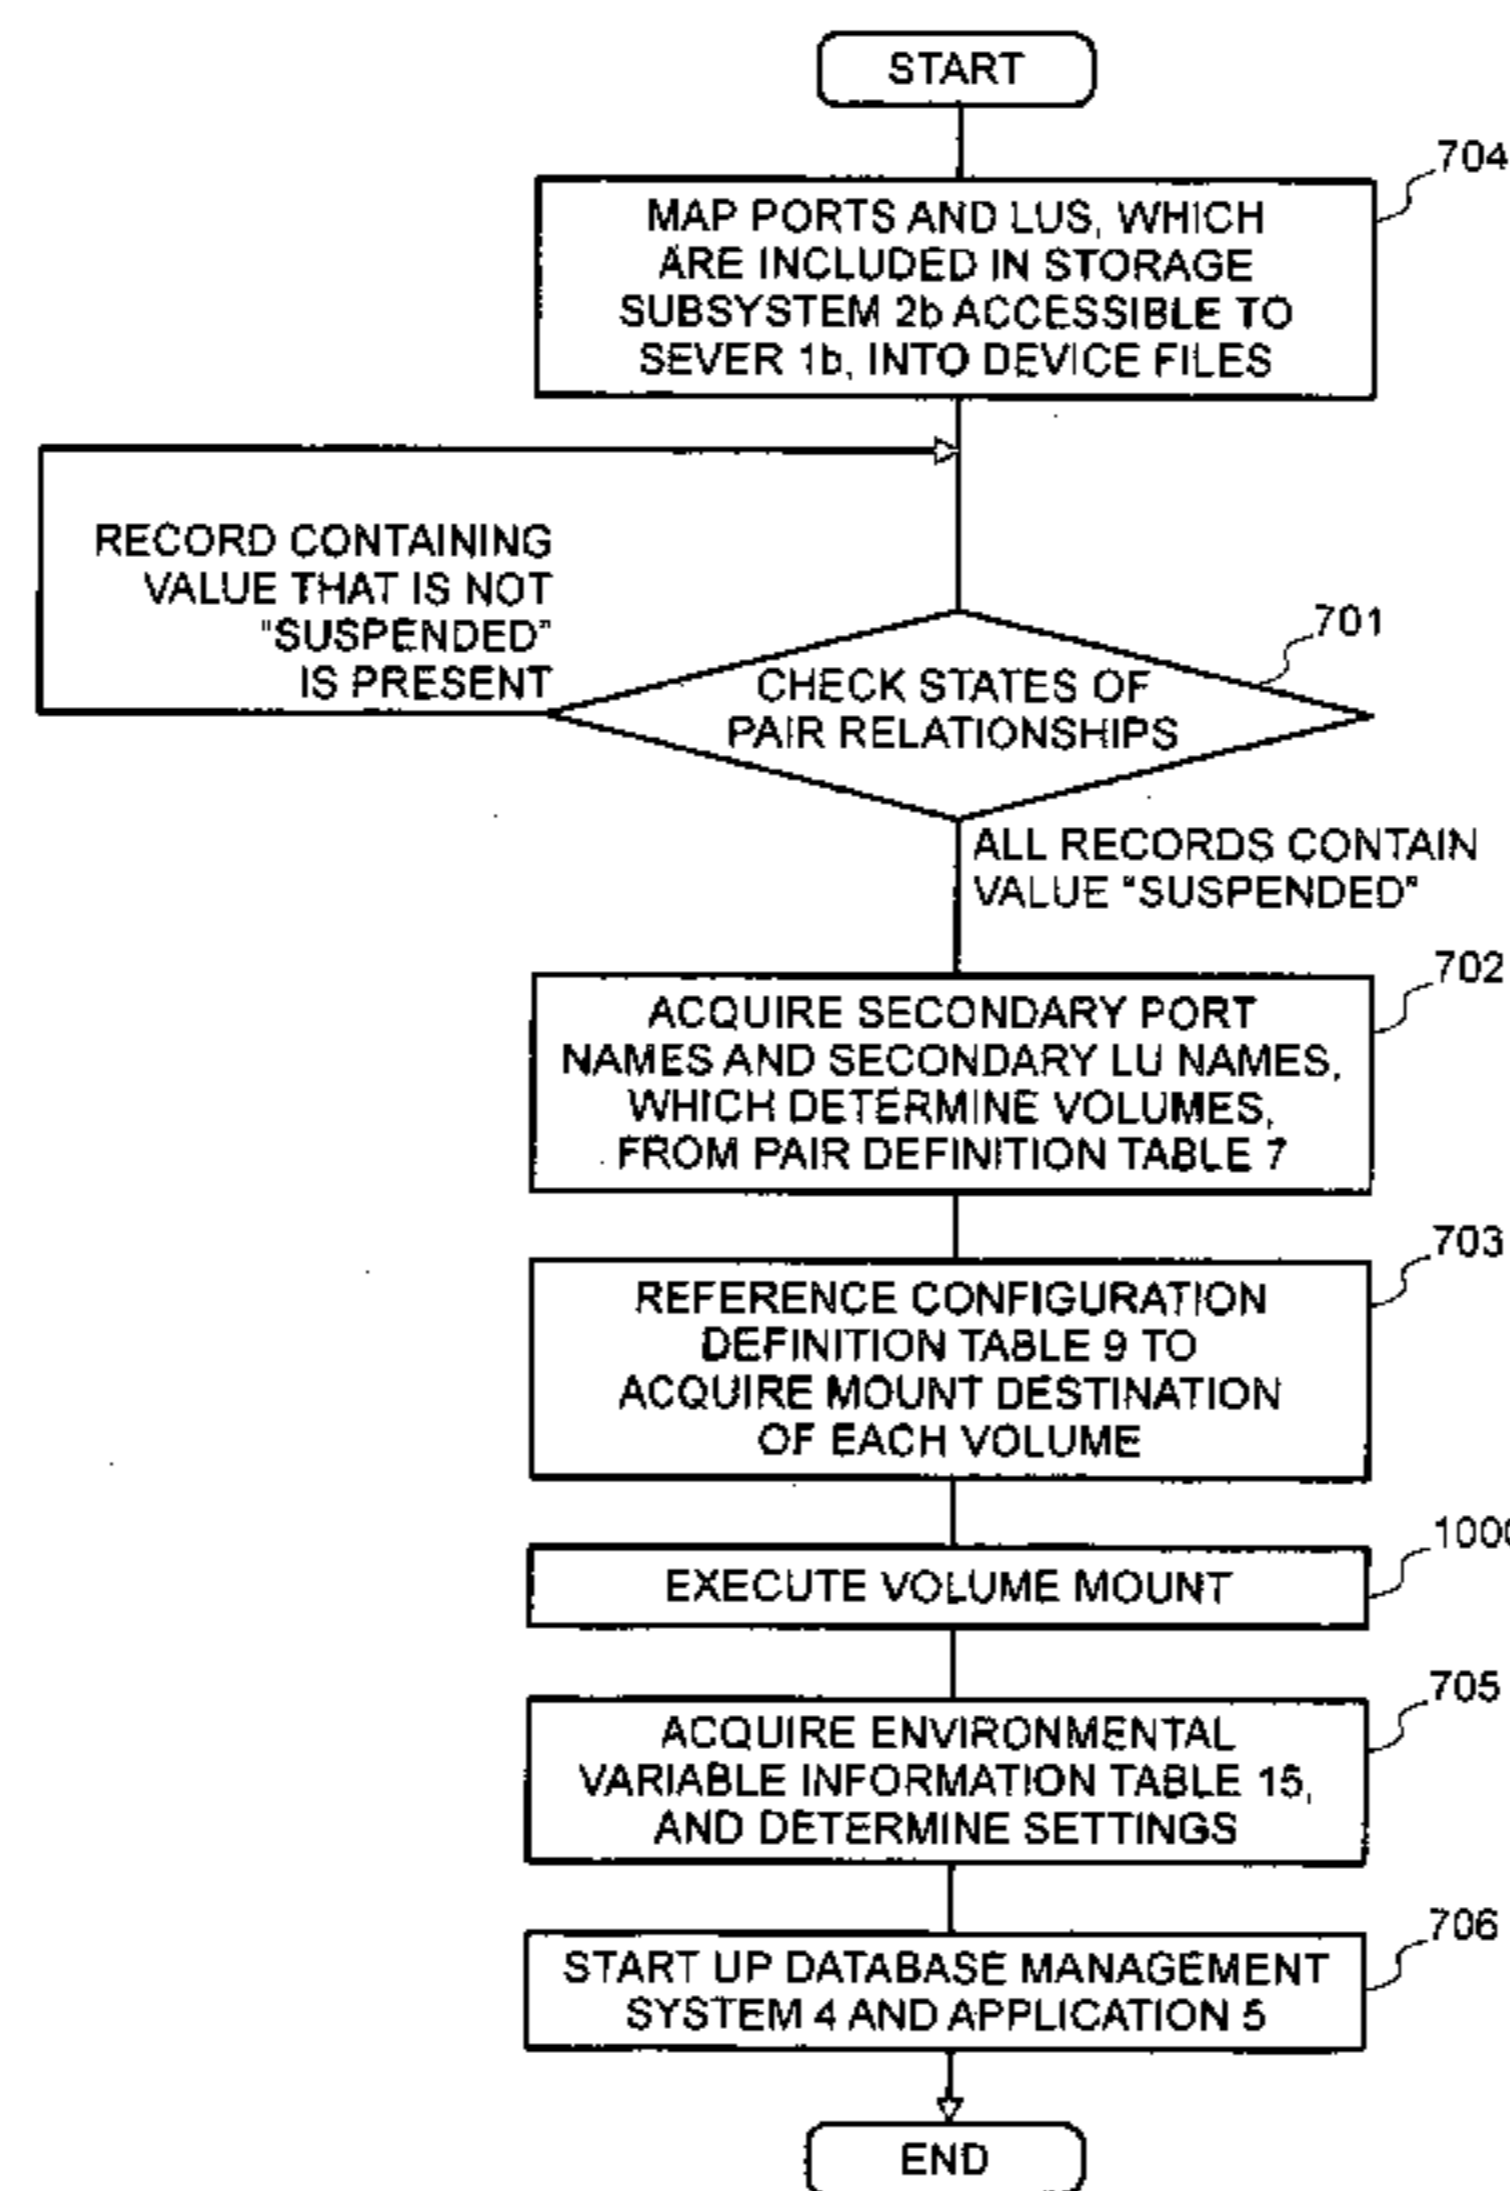 START
704
MAP PORTS AND LUS, WHICH
ARE INCLUDED IN STORAGE
SUBSYSTEM 2b ACCESSIBLE TO
SEVER 1b, INTO DEVICE FILES
RECORD CONTAINING
VALUE THAT IS NOT
"SUSPENDED"
IS PRESENT
701
CHECK STATES OF
PAIR RELATIONSHIPS
ALL RECORDS CONTAIN
VALUE "SUSPENDED"
702
ACQUIRE SECONDARY PORT
NAMES AND SECONDARY LU NAMES,
WHICH DETERMINE VOLUMES,
FROM PAIR DEFINITION TABLE 7
703
REFERENCE CONFIGURATION
DEFINITION TABLE 9 TO
ACQUIRE MOUNT DESTINATION
OF EACH VOLUME
1000
EXECUTE VOLUME MOUNT
705
ACQUIRE ENVIRONMENTAL
VARIABLE INFORMATION TABLE 15,
AND DETERMINE SETTINGS
706
START UP DATABASE MANAGEMENT
SYSTEM 4 AND APPLICATION 5
END